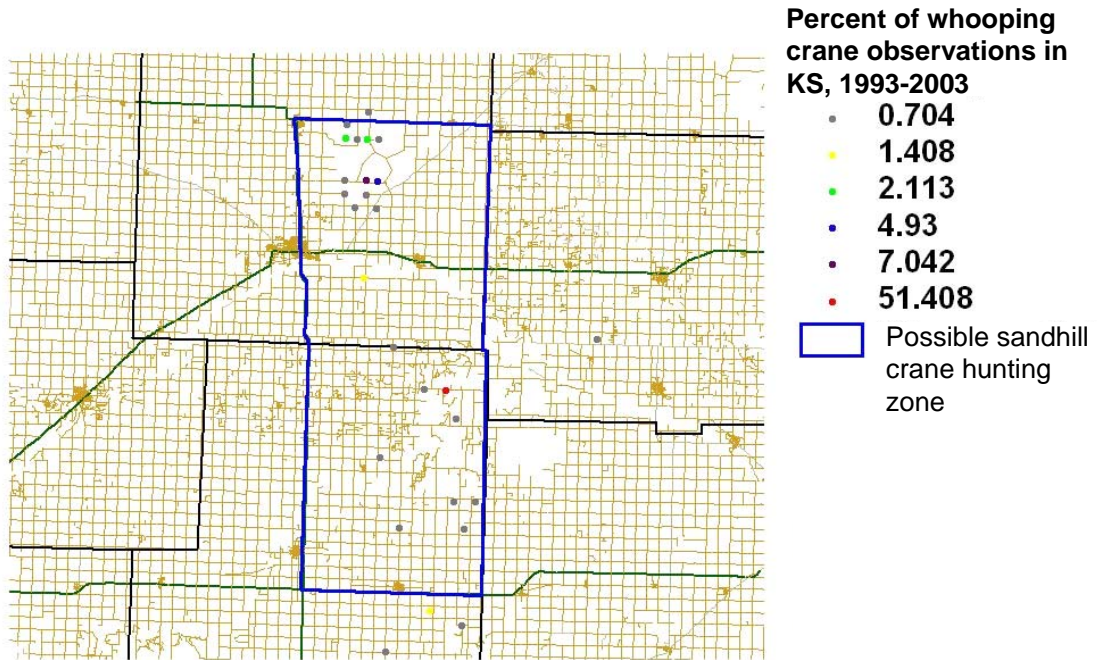 Percent of whooping
crane observations in
KS, 1993-2003
0.704
1.408
2.113
4.93
7.042
51.408
Possible sandhill
crane hunting
zone